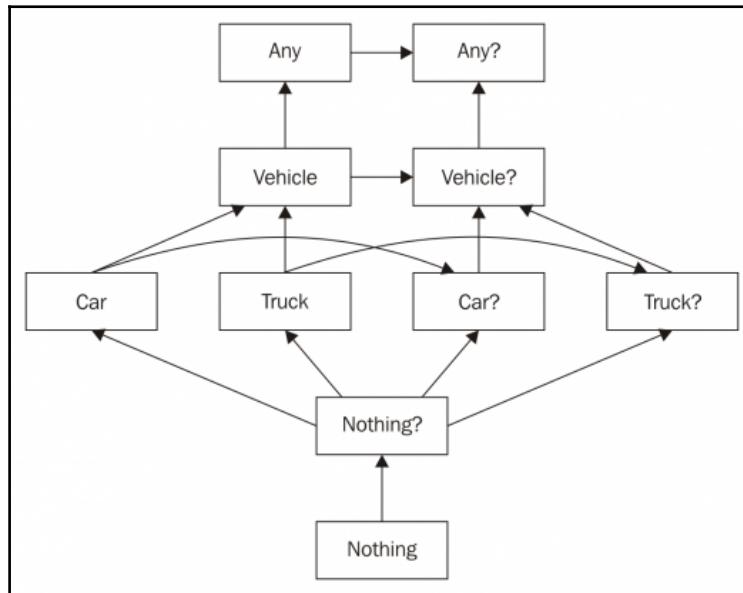 Any
Any?
Vehicle
Vehicle?
Car
Truck
Car?
Truck?
Nothing?
Nothing